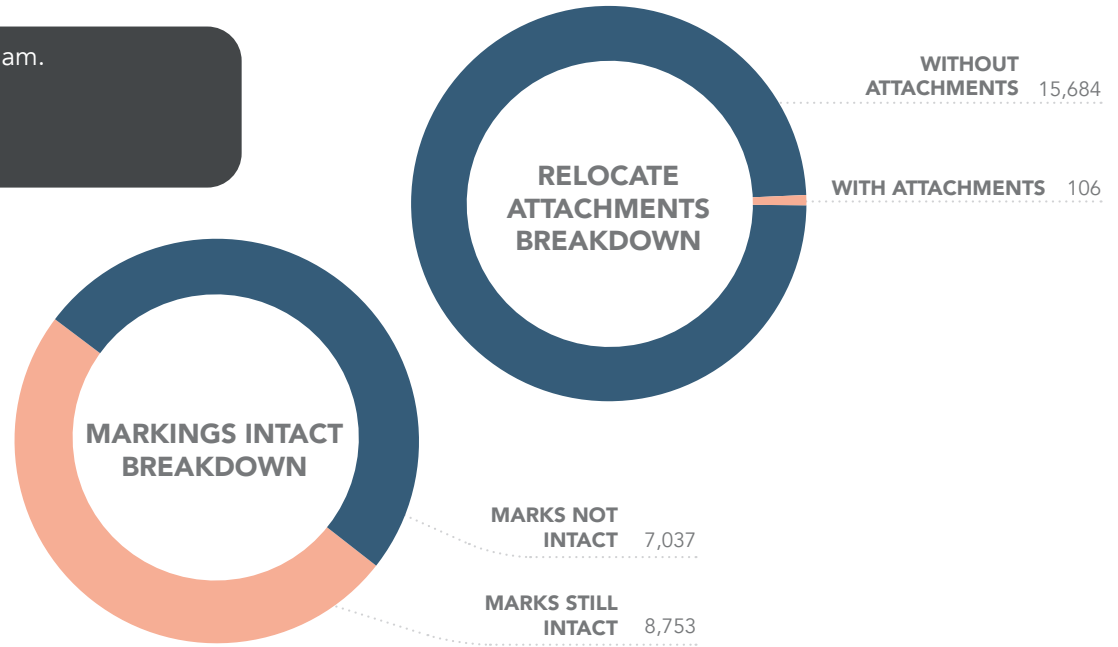 am.
WITHOUT
ATTACHMENTS 15,684
WITH ATTACHMENTS 106
RELOCATE
ATTACHMENTS
BREAKDOWN
MARKINGS INTACT
BREAKDOWN
MARKS NOT
INTACT 7,037
MARKS STILL
INTACT 8,753